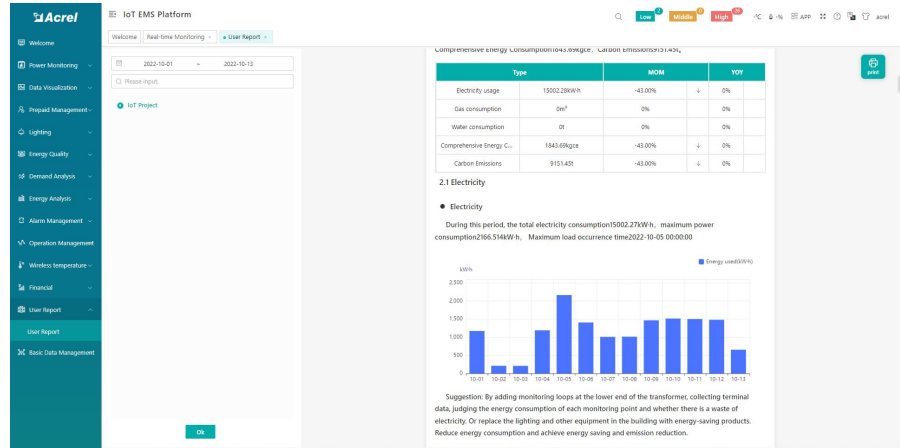 Acrel
IoT EMS Platform
Low 2
Middle 0
High 26
-℃
-%
APP
acrel
Welcome
Real-time Monitoring
User Report
Welcome
Power Monitoring
Data Visualization
Prepaid Management
Lighting
Energy Quality
Demand Analysis
Energy Analysis
Alarm Management
Operation Management
Wireless temperature
Financial
User Report
User Report
Basic Data Management
2022-10-01 ~ 2022-10-13
Please input
IoT Project
Ok
print
Comprehensive Energy Consumption1843.69kgce, Carbon Emissions9151.45t,
Type MOM YOY
Electricity usage 15002.28kW·h -43.00% ↓ 0%
Gas consumption 0m³ 0% 0%
Water consumption 0t 0% 0%
Comprehensive Energy C... 1843.69kgce -43.00% ↓ 0%
Carbon Emissions 9151.45t -43.00% ↓ 0%
2.1 Electricity
● Electricity
During this period, the total electricity consumption15002.27kW·h, maximum power
consumption2166.514kW·h, Maximum load occurrence time2022-10-05 00:00:00
Energy used(kW·h)
kW·h
2,500
2,000
1,500
1,000
500
0
10-01 10-02 10-03 10-04 10-05 10-06 10-07 10-08 10-09 10-10 10-11 10-12 10-13
Suggestion: By adding monitoring loops at the lower end of the transformer, collecting terminal
data, judging the energy consumption of each monitoring point and whether there is a waste of
electricity. Or replace the lighting and other equipment in the building with energy-saving products.
Reduce energy consumption and achieve energy saving and emission reduction.